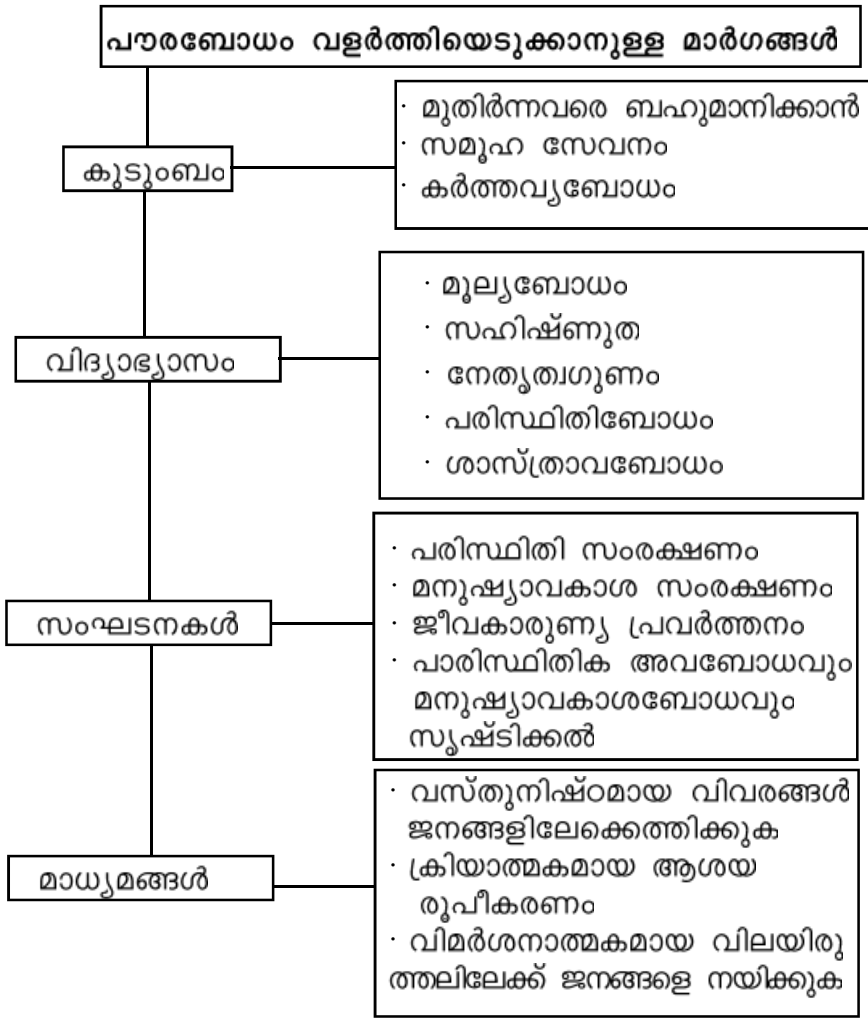 പൗരബോധം വളർത്തിയെടുക്കാനുള്ള മാർഗങ്ങൾ
കുടുംബം
· മുതിർന്നവരെ ബഹുമാനിക്കാൻ
· സമൂഹ സേവനം
· കർത്തവ്യബോധം
വിദ്യാഭ്യാസം
· മൂല്യബോധം
· സഹിഷ്ണുത
· നേതൃത്വഗുണം
· പരിസ്ഥിതിബോധം
· ശാസ്ത്രാവബോധം
സംഘടനകൾ
· പരിസ്ഥിതി സംരക്ഷണം
· മനുഷ്യാവകാശ സംരക്ഷണം
· ജീവകാരുണ്യ പ്രവർത്തനം
· പാരിസ്ഥിതിക അവബോധവും
മനുഷ്യാവകാശബോധവും
സൃഷ്ടിക്കൽ
മാധ്യമങ്ങൾ
· വസ്തുനിഷ്ഠമായ വിവരങ്ങൾ
ജനങ്ങളിലേക്കെത്തിക്കുക
· ക്രിയാത്മകമായ ആശയ
രൂപീകരണം
· വിമർശനാത്മകമായ വിലയിരു
ത്തലിലേക്ക് ജനങ്ങളെ നയിക്കുക